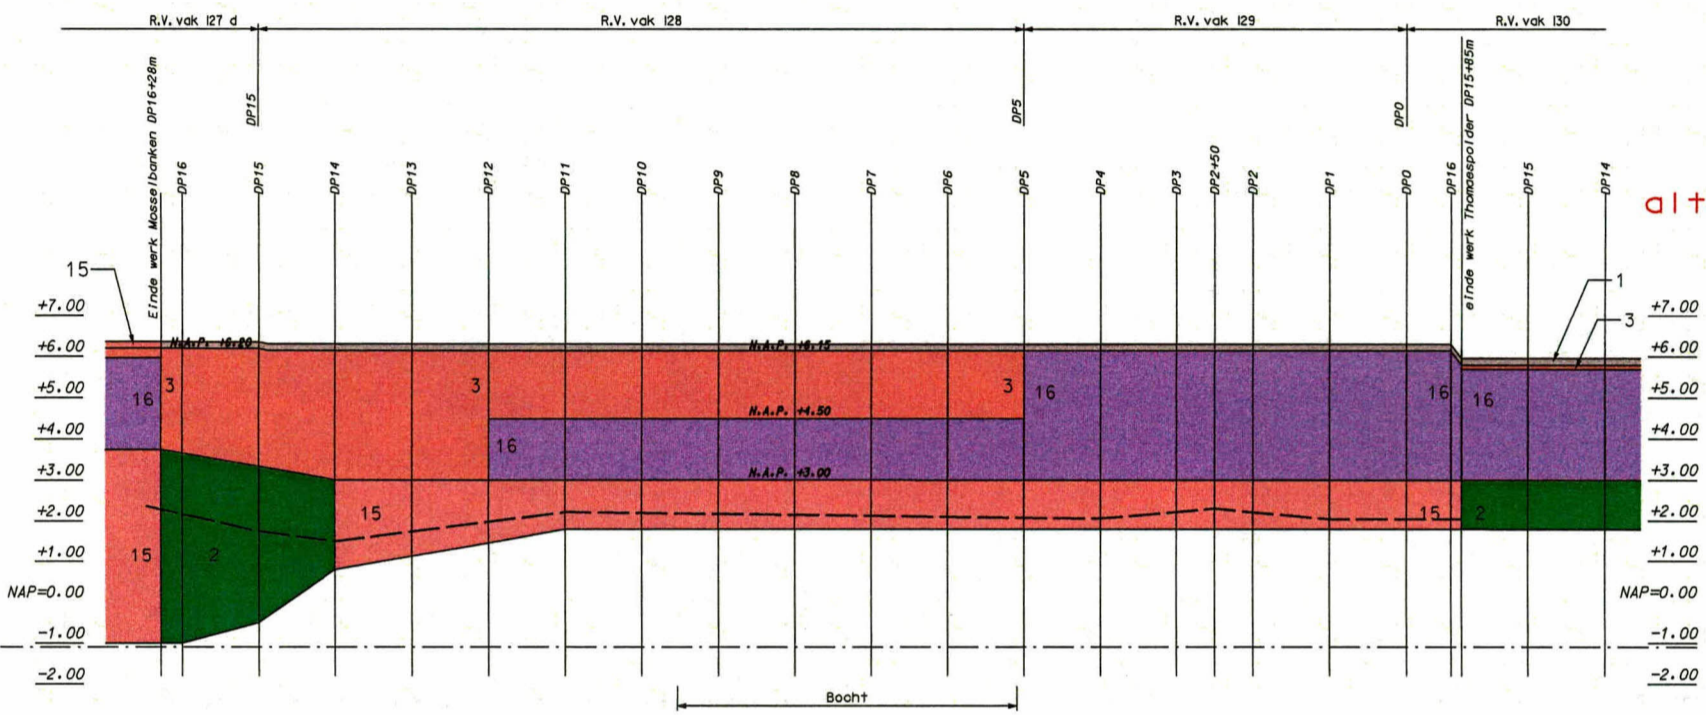 R.V. vak 127 d
R.V. vak 128
R.V. vak 129
R.V. vak 130
Einde werk Mosselbanken DP16+28m
DP15
DP5
DP0
einde werk Thomaespolder DP15+85m
DP16
DP15
DP14
DP13
DP12
DP11
DP10
DP9
DP8
DP7
DP6
DP5
DP4
DP3
DP2+50
DP2
DP1
DP0
DP16
DP15
DP14
alt
15
1
3
+7.00
+6.00
+5.00
+4.00
+3.00
+2.00
+1.00
NAP=0.00
-1.00
-2.00
N.A.P. +6.20
N.A.P. +6.15
3
3
3
16
16
16
16
N.A.P. +4.50
16
N.A.P. +3.00
15
15
2
15
2
+7.00
+6.00
+5.00
+4.00
+3.00
+2.00
+1.00
NAP=0.00
-1.00
-2.00
Bocht